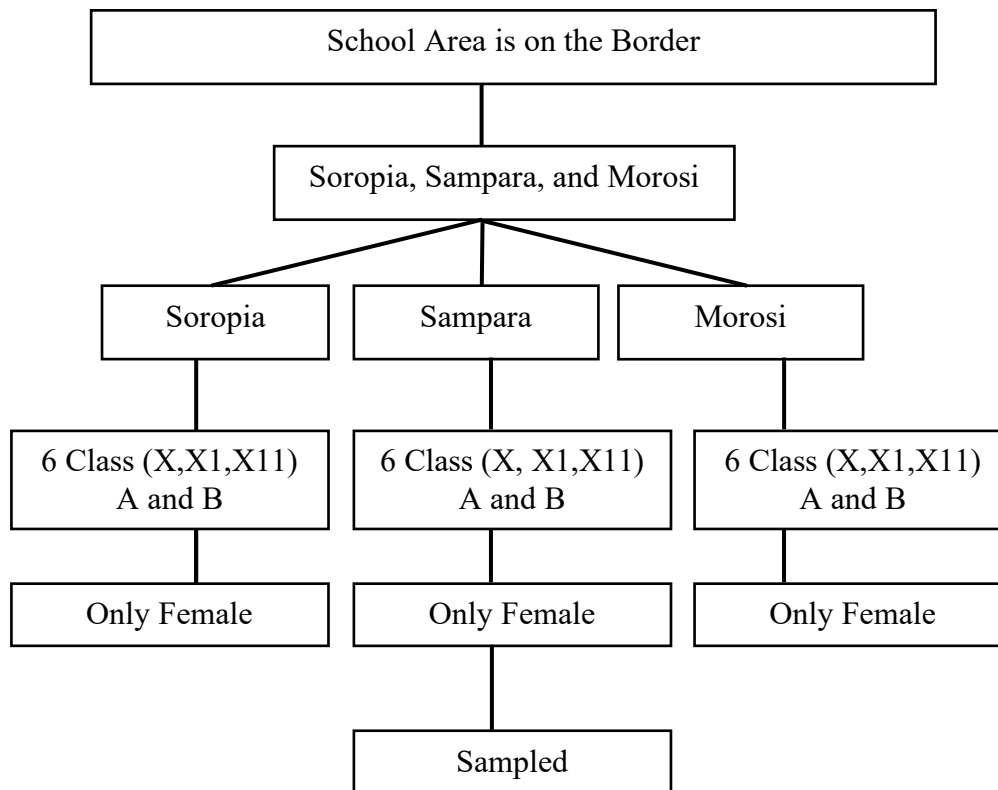 School Area is on the Border
Soropia, Sampara, and Morosi
Soropia
Sampara
Morosi
6 Class (X,X1,X11)
A and B
6 Class (X, X1,X11)
A and B
6 Class (X,X1,X11)
A and B
Only Female
Only Female
Only Female
Sampled